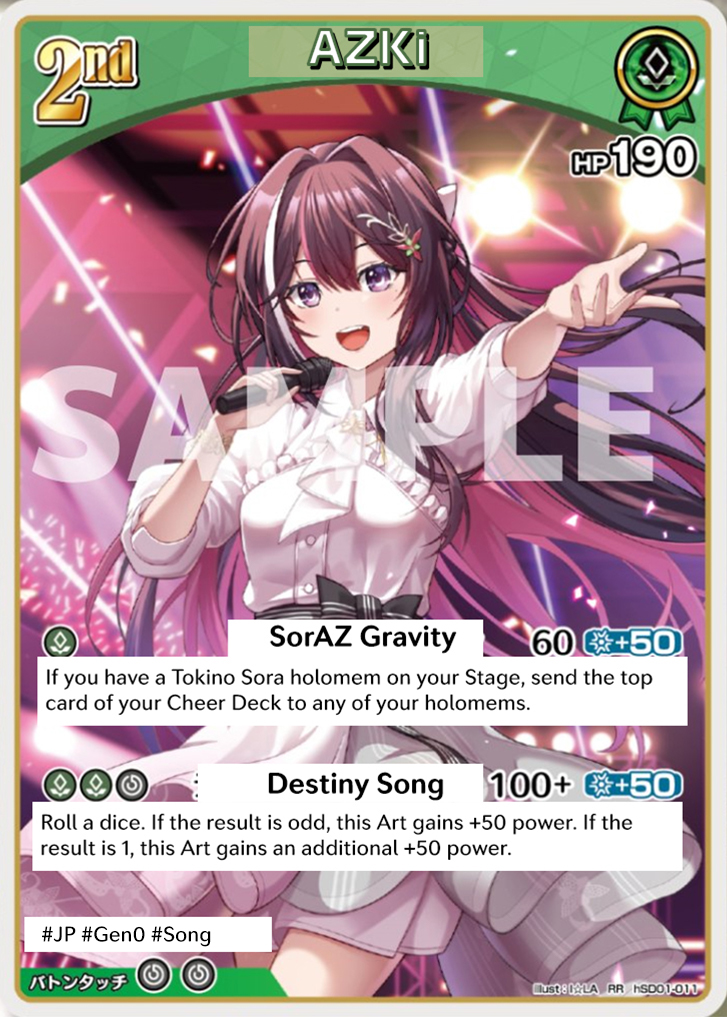 2nd
AZKi
HP190
SAMPLE
SorAZ Gravity 60 +50
If you have a Tokino Sora holomem on your Stage, send the top
card of your Cheer Deck to any of your holomems.
Destiny Song 100+ +50
Roll a dice. If the result is odd, this Art gains +50 power. If the
result is 1, this Art gains an additional +50 power.
#JP #Gen0 #Song
バトンタッチ
Illust:I☆LA RR hSD01-011